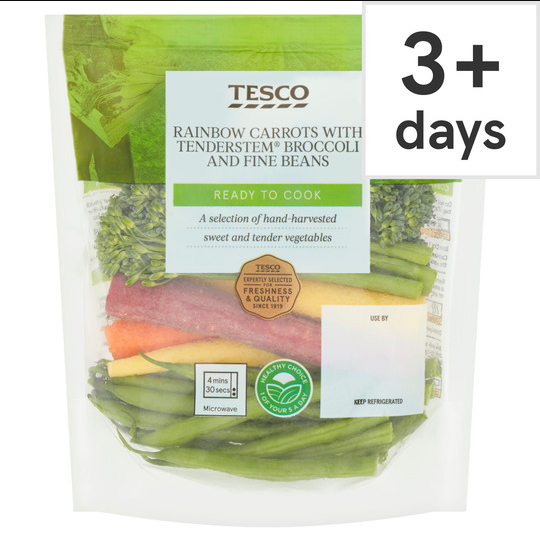 3+
days
TESCO
RAINBOW CARROTS WITH
TENDERSTEM® BROCCOLI
AND FINE BEANS
READY TO COOK
A selection of hand-harvested
sweet and tender vegetables
TESCO
EXPERTLY SELECTED
FOR
FRESHNESS
& QUALITY
SINCE 1919
USE BY
4 mins
30 secs
Microwave
HEALTHY CHOICE
1 OF YOUR 5 A DAY
KEEP REFRIGERATED